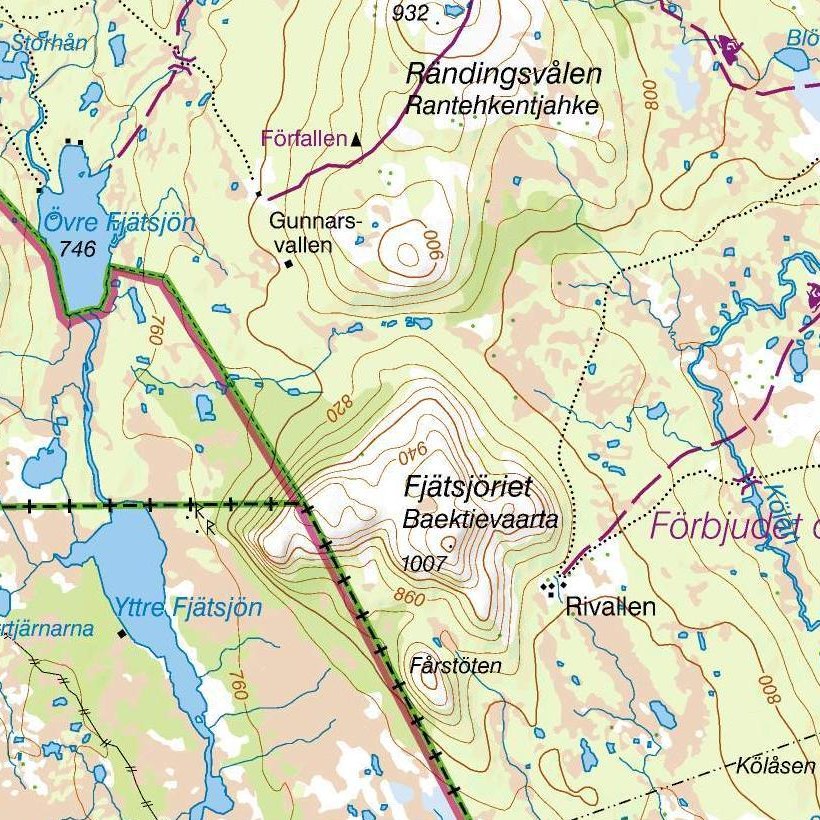 932
Storhån
Rändingsvålen
Rantehkentjahke
800
Förfallen
Övre Fjätsjön
746
Gunnars-
vallen
900
760
820
940
Fjätsjöriet
Baektievaarta
1007
R
R
Förbjudet
860
Yttre Fjätsjön
Rivallen
Fårstöten
760
800
Kölåsen